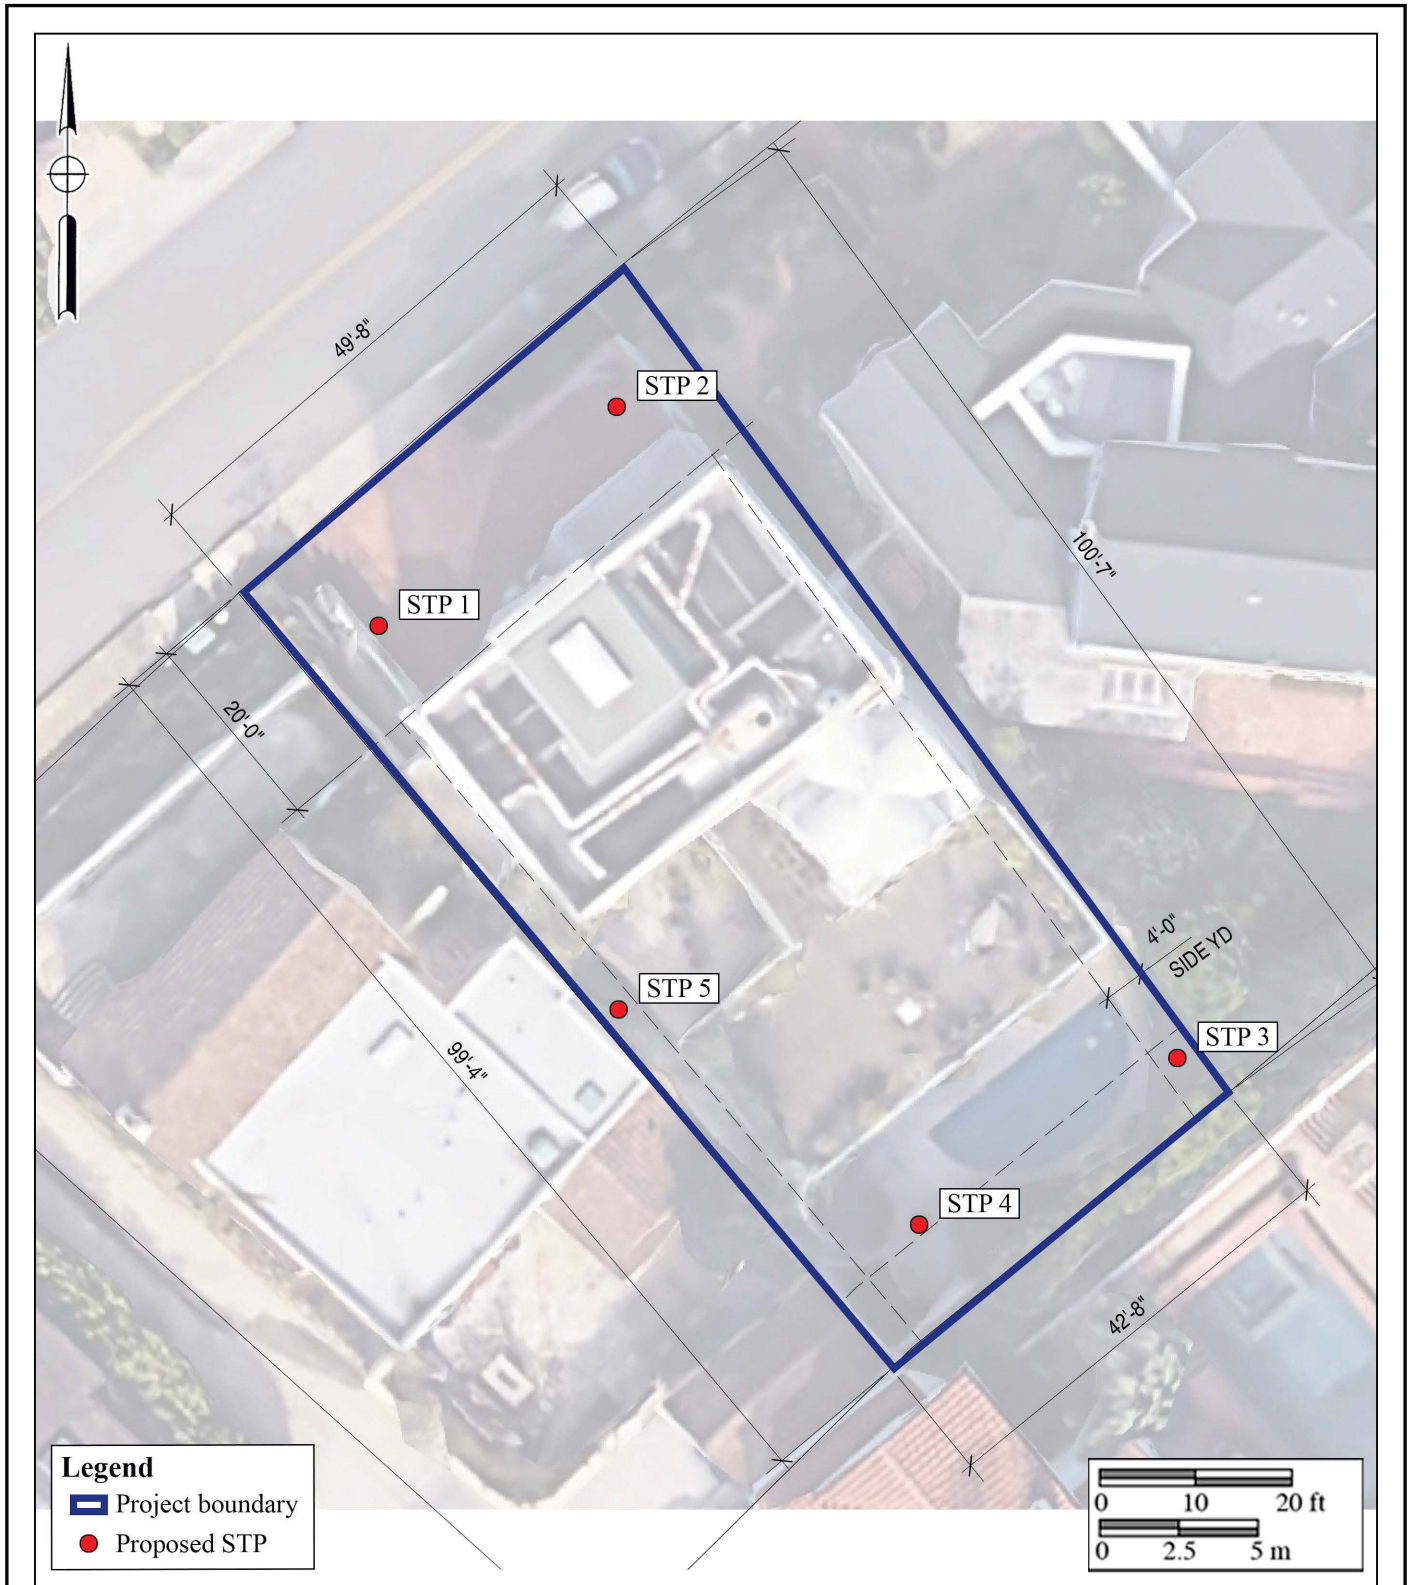 49'-8"
STP 2
100'-7"
STP 1
20'-0"
4'-0"
SIDE YD
STP 5
STP 3
99'-4"
STP 4
42'-8"
Legend
Project boundary
Proposed STP
0 10 20 ft
0 2.5 5 m